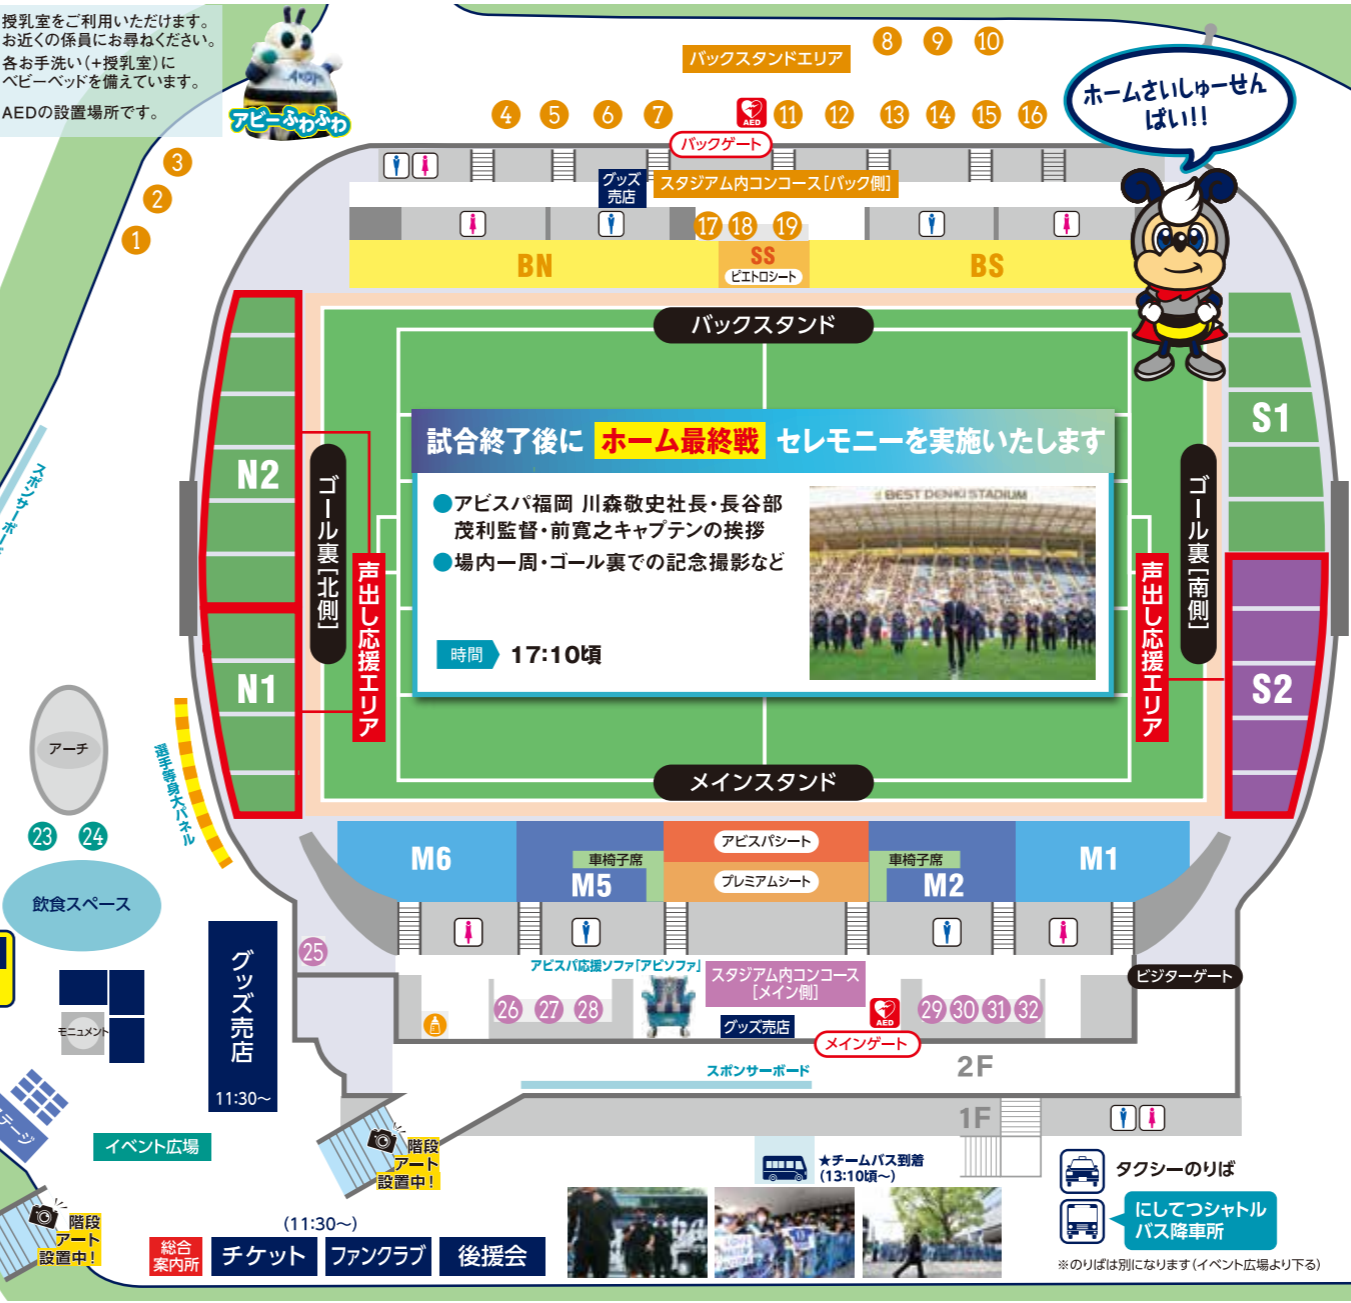 授乳室をご利用いただけます。
お近くの係員にお尋ねください。
各お手洗い(+授乳室)に
ベビーベッドを備えています。
AEDの設置場所です。
アビーふわふわ
バックスタンドエリア
8 9 10
ホームさいしゅーせん
ばい!!
4 5 6 7
AED
11 12 13 14 15 16
バックゲート
3
2
1
グッズ
売店
スタジアム内コンコース[バック側]
17 18 19
BN
SS
ピエトロシート
BS
バックスタンド
試合終了後に ホーム最終戦 セレモニーを実施いたします
●アビスパ福岡 川森敬史社長・長谷部
茂利監督・前寛之キャプテンの挨拶
●場内一周・ゴール裏での記念撮影など
時間 17:10頃
BEST DENKI STADIUM
N2
N1
ゴール裏[北側]
声出し応援エリア
S1
S2
ゴール裏[南側]
声出し応援エリア
メインスタンド
スポンサーボード
アーチ
選手等身大パネル
23 24
飲食スペース
モニュメント
グッズ売店
11:30~
M6
車椅子席
M5
アビスパシート
プレミアムシート
車椅子席
M2
M1
25
アビスパ応援ソファ「アビソファ」
スタジアム内コンコース
[メイン側]
ビジターゲート
26 27 28
グッズ売店
AED
29 30 31 32
メインゲート
スポンサーボード
2F
1F
テージ
イベント広場
階段
アート
設置中!
階段
アート
設置中!
★チームバス到着
(13:10頃~)
タクシーのりば
にしてつシャトル
バス降車所
※のりばは別になります(イベント広場より下る)
(11:30~)
総合
案内所
チケット
ファンクラブ
後援会